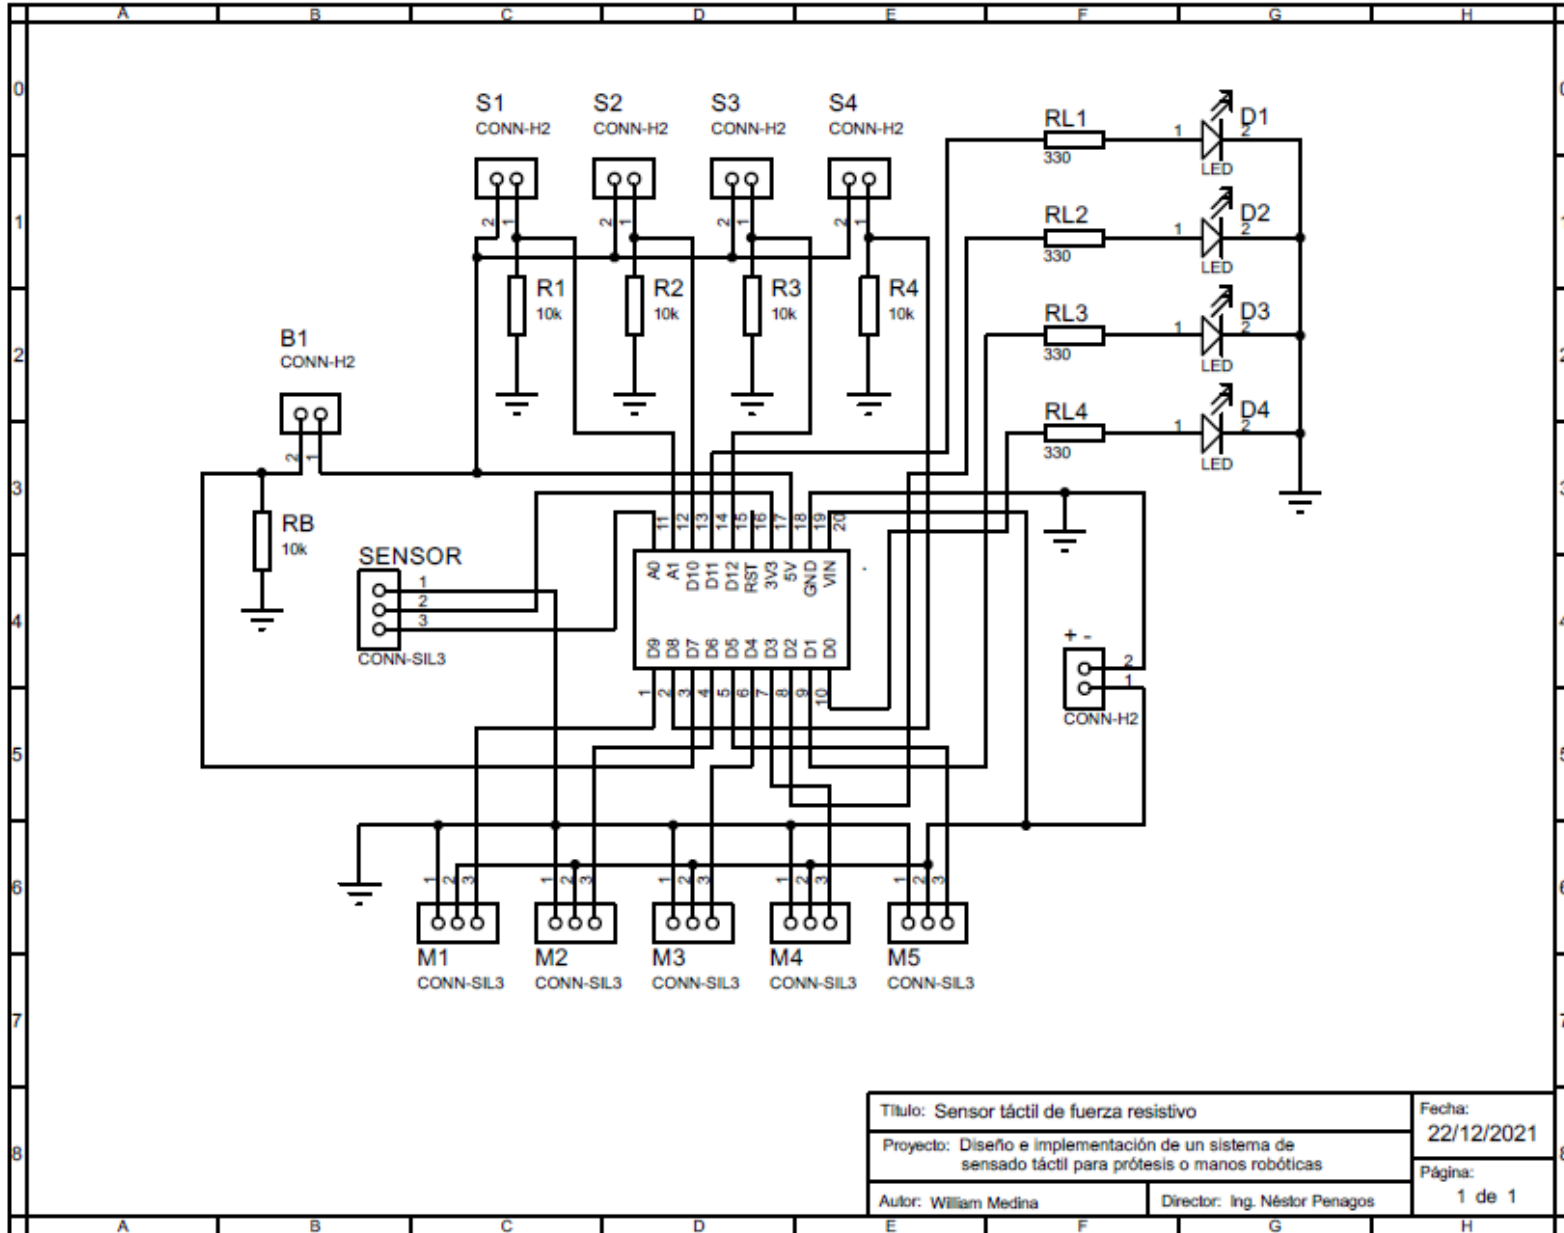 A B C D E F G H
0 0
S1 S2 S3 S4
CONN-H2 CONN-H2 CONN-H2 CONN-H2
RL1 D1
1 2
330 LED
1 1
2 1 2 1 2 1 2 1
RL2 D2
1 2
330 LED
R1 R2 R3 R4
10k 10k 10k 10k
RL3 D3
1 2
330 LED
B1
CONN-H2
2 2
RL4 D4
1 2
330 LED
2 1
3 3
RB
10k
11 12 13 14 15 16 17 18 19 20
SENSOR
1
2
3
CONN-SIL3
A0 A1 D10 D11 D12 RST 3V3 5V GND VIN
4 4
D9 D8 D7 D6 D5 D4 D3 D2 D1 D0
+ -
2
1
CONN-H2
1 2 3 4 5 6 7 8 9 10
5 5
6 6
1 2 3 1 2 3 1 2 3 1 2 3 1 2 3
M1 M2 M3 M4 M5
CONN-SIL3 CONN-SIL3 CONN-SIL3 CONN-SIL3 CONN-SIL3
7 7
Título: Sensor táctil de fuerza resistivo
Fecha:
22/12/2021
Proyecto: Diseño e implementación de un sistema de
sensado táctil para prótesis o manos robóticas
8 8
Página:
1 de 1
Autor: William Medina
Director: Ing. Néstor Penagos
A B C D E F G H